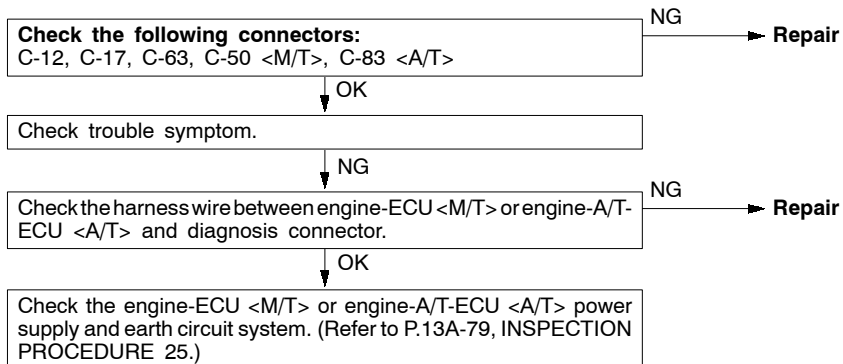 Check the following connectors:
C-12, C-17, C-63, C-50 <M/T>, C-83 <A/T>
NG
Repair
OK
Check trouble symptom.
NG
Check the harness wire between engine-ECU <M/T> or engine-A/T-
ECU <A/T> and diagnosis connector.
NG
Repair
OK
Check the engine-ECU <M/T> or engine-A/T-ECU <A/T> power
supply and earth circuit system. (Refer to P.13A-79, INSPECTION
PROCEDURE 25.)